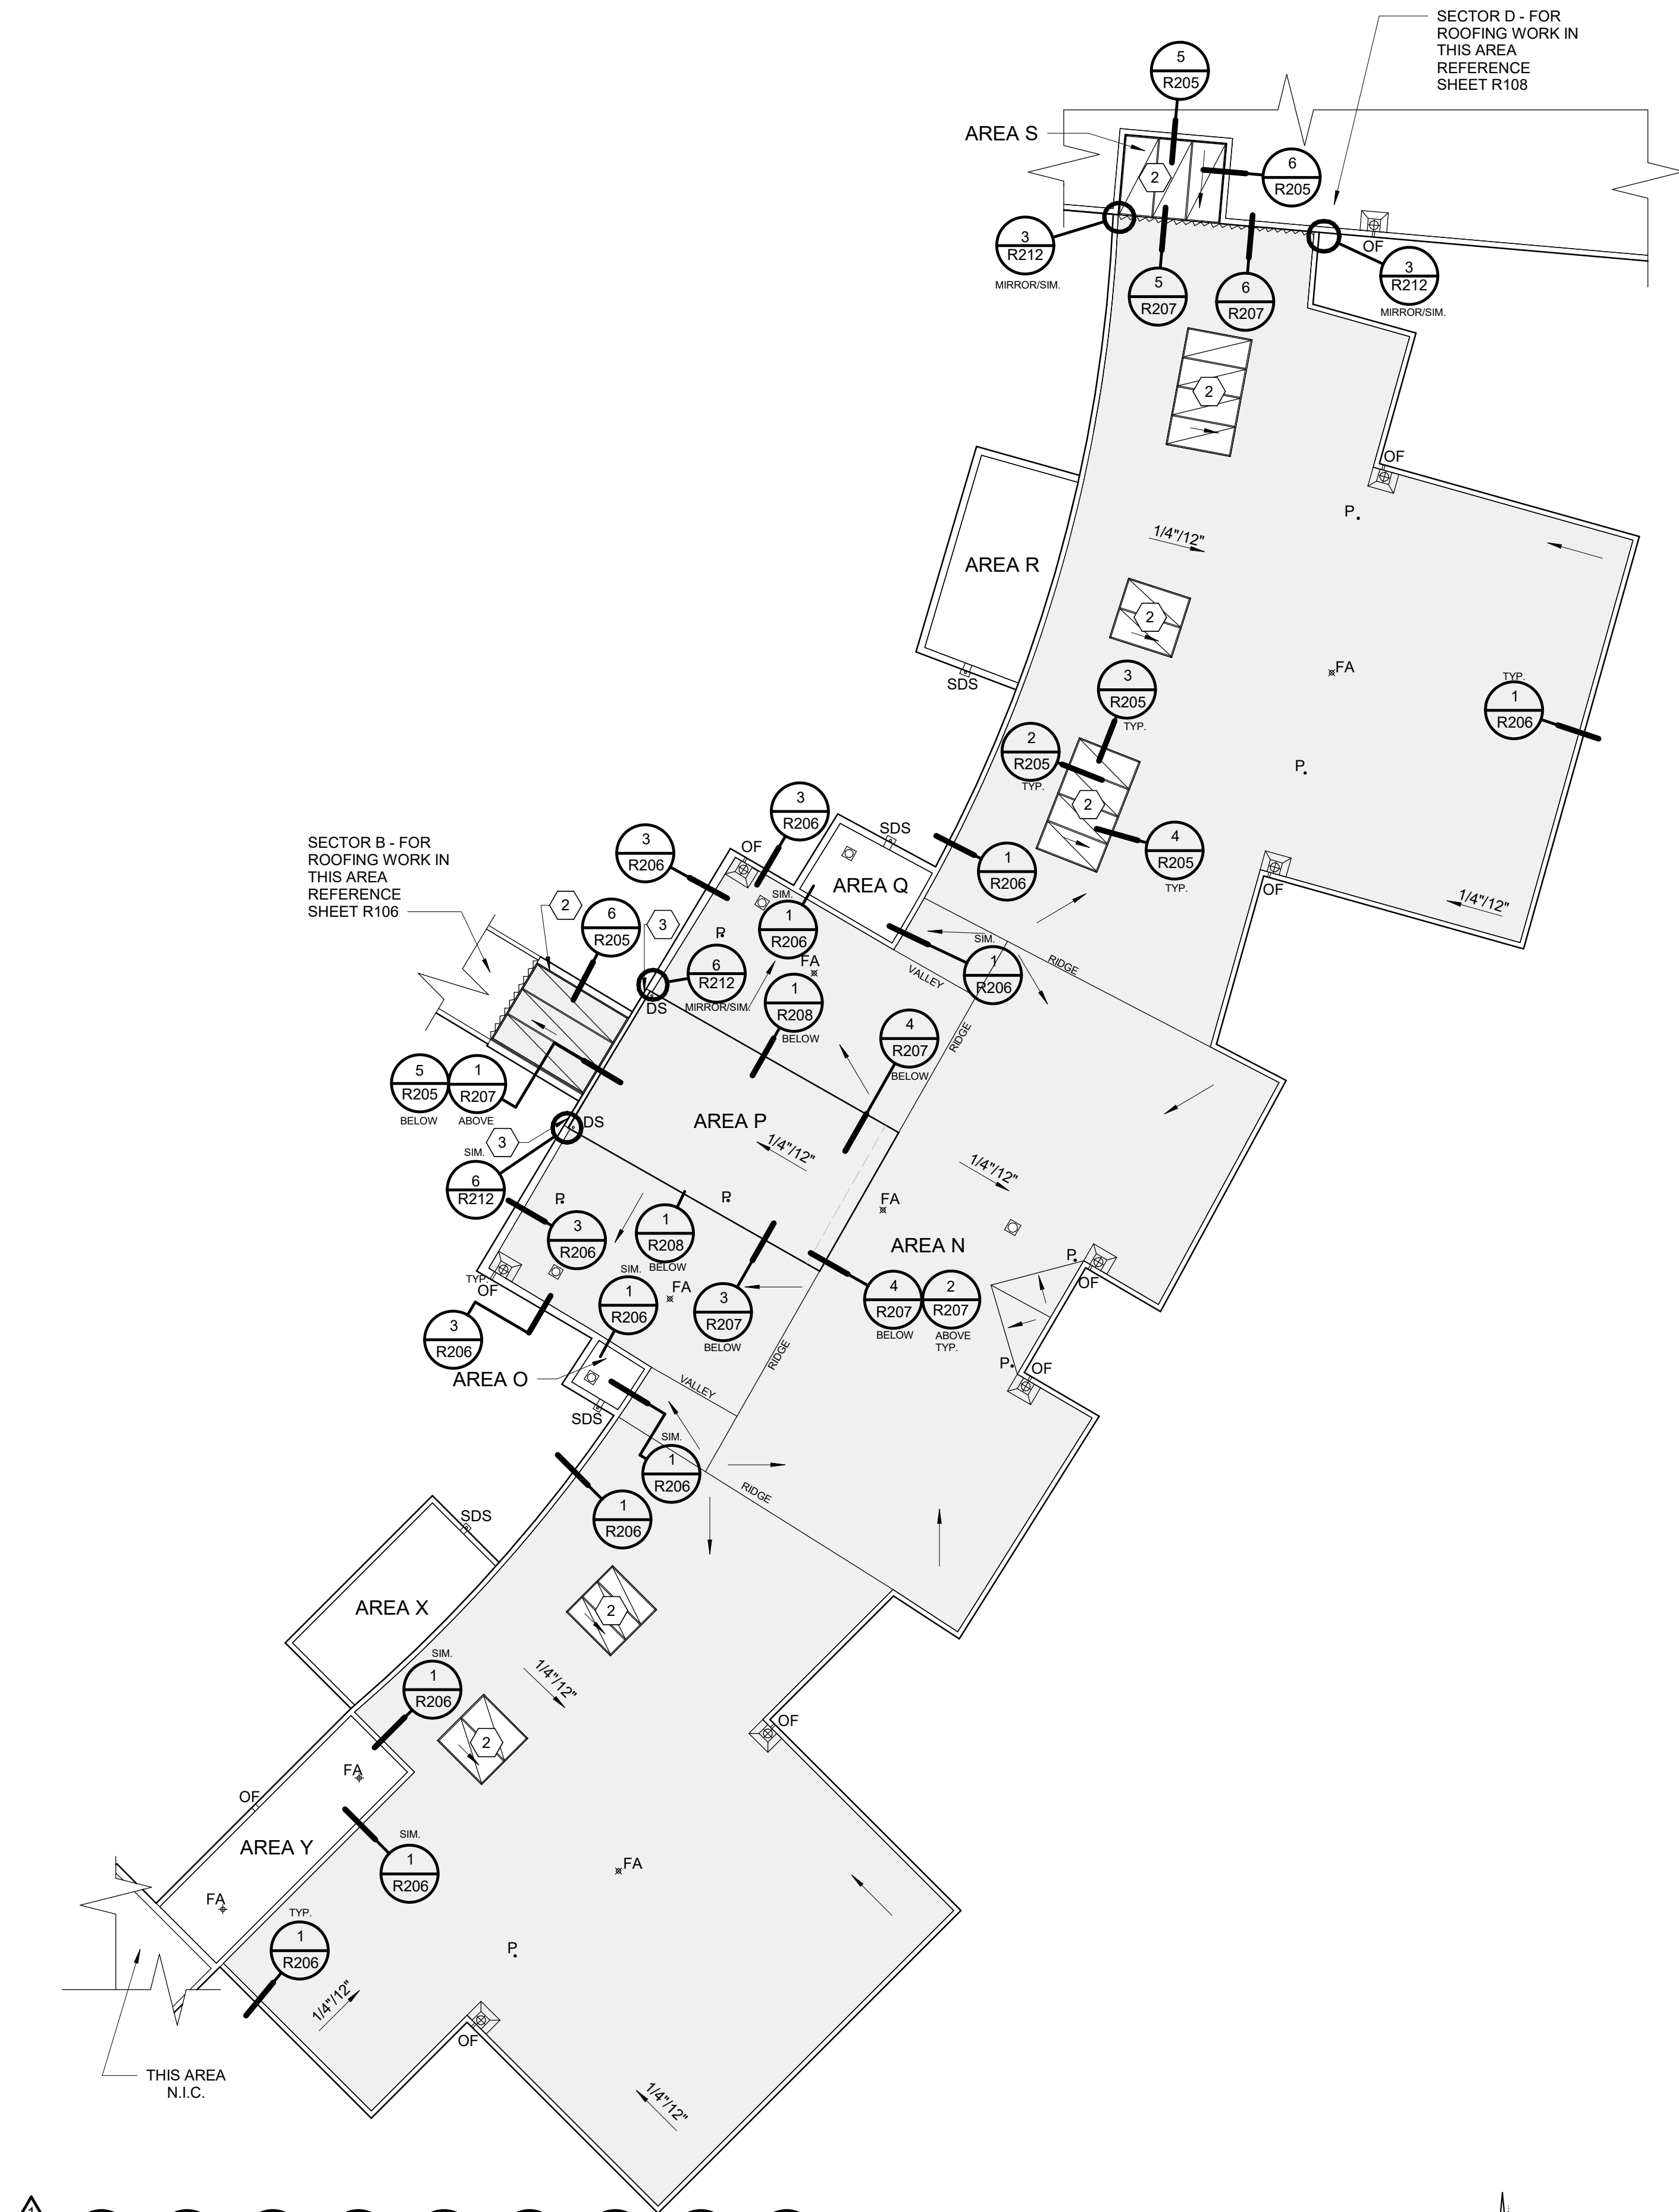 SECTOR D - FOR
ROOFING WORK IN
THIS AREA
REFERENCE
SHEET R108
5
R205
AREA S
2
6
R205
3
R212
MIRROR/SIM.
OF
3
R212
MIRROR/SIM.
5
R207
6
R207
2
OF
P
1/4"/12"
AREA R
2
SDS
FA
3
R205
TYP.
TYP.
1
R206
2
R205
TYP.
P
2
4
R205
TYP.
3
R206
SDS
3
R206
OF
AREA Q
1
R206
OF
1/4"/12"
SECTOR B - FOR
ROOFING WORK IN
THIS AREA
REFERENCE
SHEET R106
2
6
R205
3
SIM.
1
R206
P
FA
6
R212
MIRROR/SIM.
DS
VALLEY
SIM.
1
R206
RIDGE
1
R208
BELOW
4
R207
BELOW
RIDGE
5
R205
BELOW
1
R207
ABOVE
AREA P
1/4"/12"
DS
3
SIM.
6
R212
1/4"/12"
P
P
3
R206
1
R208
BELOW
FA
AREA N
P
OF
TYP.
OF
SIM.
1
R206
FA
3
R207
BELOW
4
R207
BELOW
2
R207
ABOVE
TYP.
3
R206
RIDGE
P
OF
AREA O
VALLEY
SDS
SIM.
1
R206
1
R206
RIDGE
SDS
AREA X
2
SIM.
1
R206
1/4"/12"
2
OF
FA
OF
AREA Y
SIM.
1
R206
FA
FA
TYP.
1
R206
P
1/4"/12"
OF
THIS AREA
N.I.C.
1/4"/12"
1